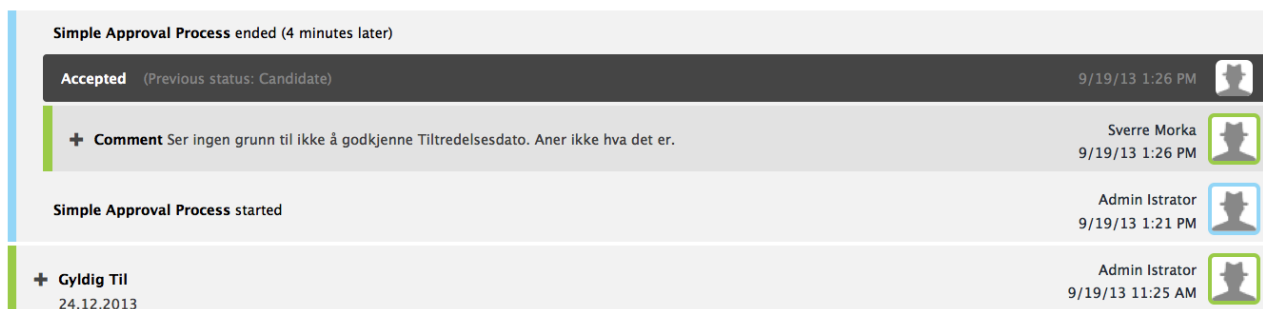 Simple Approval Process ended (4 minutes later)
Accepted (Previous status: Candidate) 9/19/13 1:26 PM
Comment Ser ingen grunn til ikke å godkjenne Tiltredelsesdato. Aner ikke hva det er.
Sverre Morka
9/19/13 1:26 PM
Simple Approval Process started
Admin Istrator
9/19/13 1:21 PM
Gyldig Til
24.12.2013
Admin Istrator
9/19/13 11:25 AM